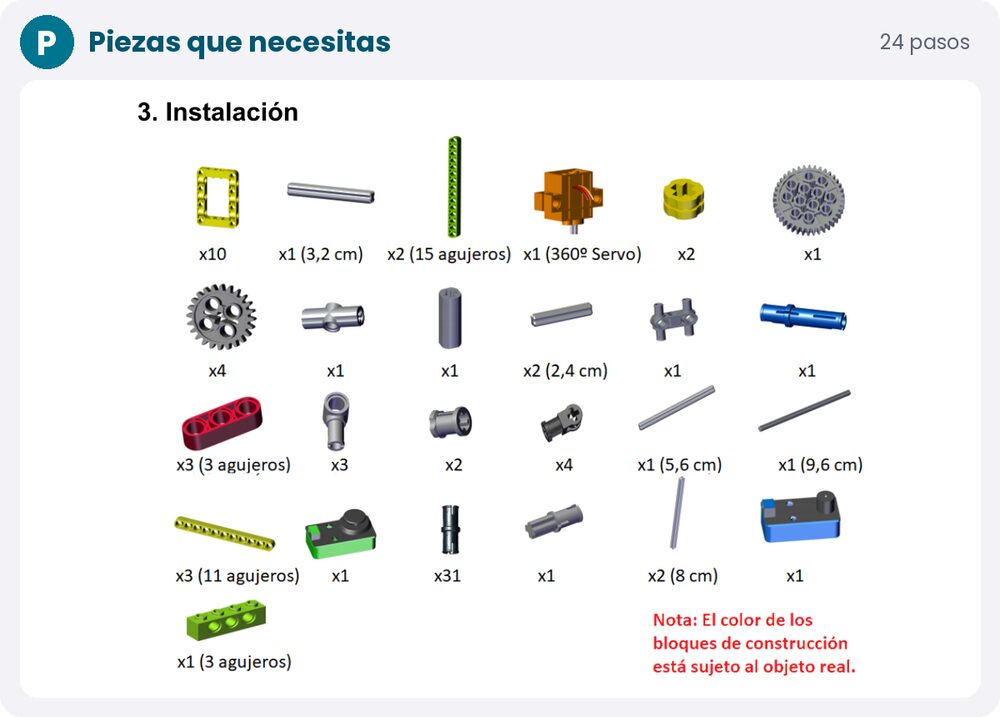 P Piezas que necesitas
24 pasos
3. Instalación
x10
x1 (3,2 cm)
x2 (15 agujeros)
x1 (360º Servo)
x2
x1
x4
x1
x1
x2 (2,4 cm)
x1
x1
x3 (3 agujeros)
x3
x2
x4
x1 (5,6 cm)
x1 (9,6 cm)
x3 (11 agujeros)
x1
x31
x1
x2 (8 cm)
x1
x1 (3 agujeros)
Nota: El color de los
bloques de construcción
está sujeto al objeto real.